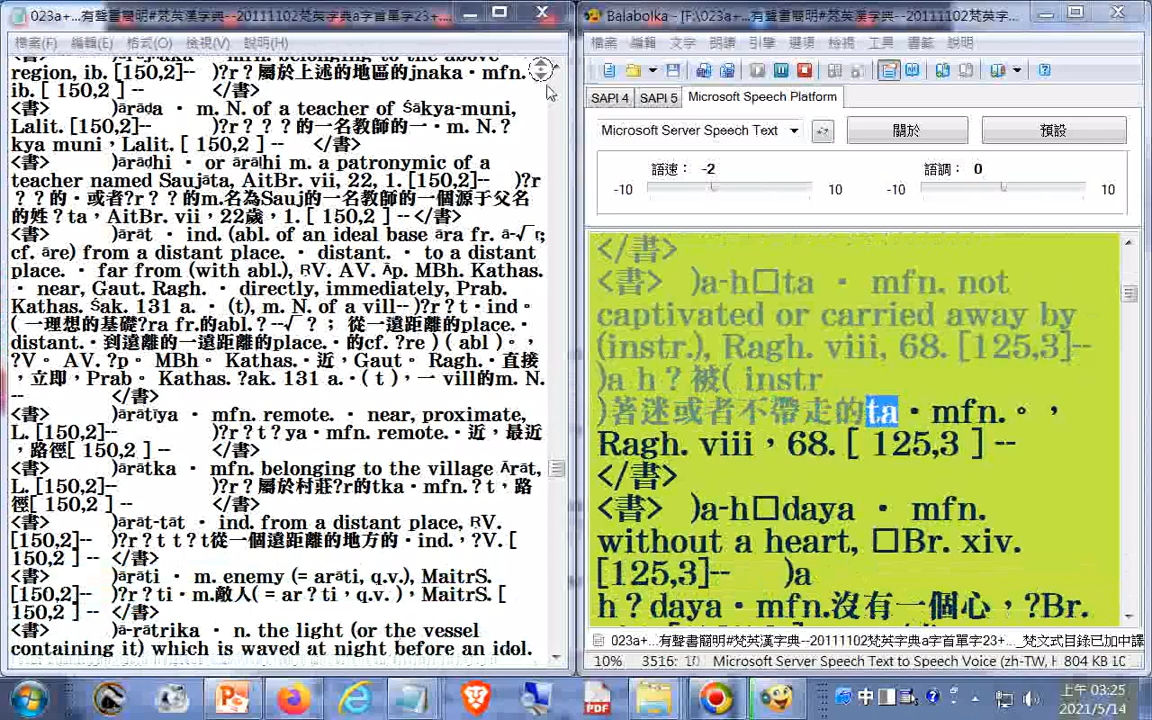 023a+...有聲書簡明#梵英漢字典--20111102梵英字典a字首單字23+...
檔案(F) 編輯(E) 格式(O) 檢視(V) 說明(H)
region, ib. [150,2]-- )?r？屬於上述的地區的jnaka‧mfn.
ib. [ 150,2 ] -- </書>
<書> )ārāḍa ‧ m. N. of a teacher of Śākya-muni,
Lalit. [150,2]-- )?r？？？的一名教師的一‧m. N.？
kya muni，Lalit. [ 150,2 ] -- </書>
<書> )ārāḍhi ‧ or ārāḷhi m. a patronymic of a
teacher named Saujāta, AitBr. vii, 22, 1. [150,2]-- )?r
？？的‧或者?r？？的m.名為Sauj的一名教師的一個源于父名
的姓？ta，AitBr. vii，22歲，1. [ 150,2 ] -- </書>
<書> )ārāt ‧ ind. (abl. of an ideal base āra fr. ā-√ṛ;
cf. āre) from a distant place. ‧ distant. ‧ to a distant
place. ‧ far from (with abl.), ṚV. AV. Āp. MBh. Kathas.
‧ near, Gaut. Ragh. ‧ directly, immediately, Prab.
Kathas. Śak. 131 a. ‧ (t), m. N. of a vill-- )?r？t‧ind。
(一理想的基礎?ra fr.的abl.？--√？；從一遠距離的place.‧
distant.‧到遠離的一遠距離的place.‧的cf. ?re ) ( abl )。，
?V。AV. ?p。MBh。Kathas.‧近，Gaut。Ragh.‧直接
，立即，Prab。Kathas. ?ak. 131 a.‧( t )，一 vill的m. N.
-- </書>
<書> )ārātīya ‧ mfn. remote. ‧ near, proximate,
L. [150,2]-- )?r？t？ya‧mfn. remote.‧近，最近
，路徑[ 150,2 ] -- </書>
<書> )ārātka ‧ mfn. belonging to the village Ārāt,
L. [150,2]-- )?r？屬於村莊?r的tka‧mfn.？t，路
徑[ 150,2 ] -- </書>
<書> )ārāt-tāt ‧ ind. from a distant place, ṚV.
[150,2]-- )?r？t t？t從一個遠距離的地方的‧ind.，?V. [
150,2 ] -- </書>
<書> )ārāti ‧ m. enemy (= arāti, q.v.), MaitrS.
[150,2]-- )?r？ti‧m.敵人( = ar？ti，q.v. )，MaitrS. [
150,2 ] -- </書>
<書> )ā-rātrika ‧ n. the light (or the vessel
containing it) which is waved at night before an idol.
Balabolka - [F:\023a+...有聲書簡明#梵英漢字典--20111102梵英字...
檔案 編輯 文字 朗讀 引擎 選項 檢視 工具 書籤 說明
SAPI 4 SAPI 5 Microsoft Speech Platform
Microsoft Server Speech Text 關於 預設
語速： -2 語調： 0
-10 10 -10 10
</書>
<書> )a-h□ta ‧ mfn. not
captivated or carried away by
(instr.), Ragh. viii, 68. [125,3]--
)a h？被( instr
)著迷或者不帶走的ta‧mfn.。，
Ragh. viii，68. [ 125,3 ] --
</書>
<書> )a-h□daya ‧ mfn.
without a heart, □Br. xiv.
[125,3]-- )a
h？daya‧mfn.沒有一個心，?Br.
023a+...有聲書簡明#梵英漢字典--20111102梵英字典a字首單字23+..._梵文式目錄已加中譯
10% 3516: 10 Microsoft Server Speech Text to Speech Voice (zh-TW, H 804 KB 10
中 上午 03:25
2021/5/14